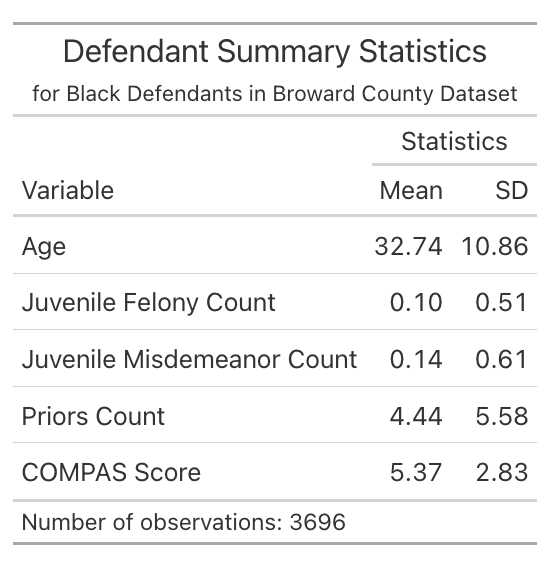 Defendant Summary Statistics
for Black Defendants in Broward County Dataset
Statistics
Variable Mean SD
Age 32.74 10.86
Juvenile Felony Count 0.10 0.51
Juvenile Misdemeanor Count 0.14 0.61
Priors Count 4.44 5.58
COMPAS Score 5.37 2.83
Number of observations: 3696